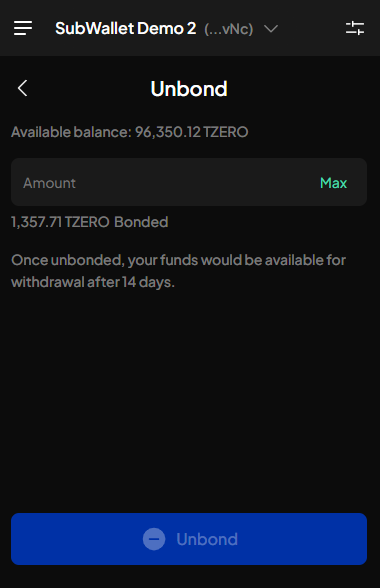 SubWallet Demo 2 (...vNc)
Unbond
Available balance: 96,350.12 TZERO
Amount Max
1,357.71 TZERO Bonded
Once unbonded, your funds would be available for
withdrawal after 14 days.
Unbond